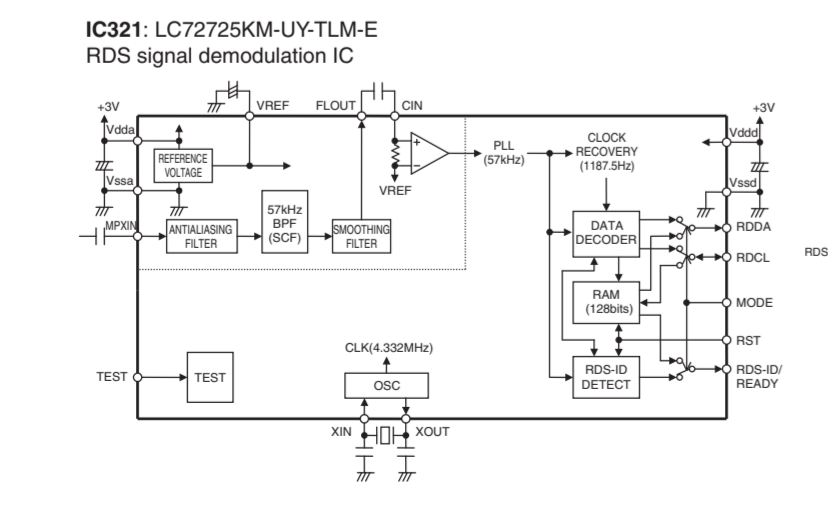 IC321: LC72725KM-UY-TLM-E
RDS signal demodulation IC
+3V
VREF
FLOUT
CIN
+3V
Vdda
REFERENCE
VOLTAGE
Vssa
+
−
VREF
PLL
(57kHz)
CLOCK
RECOVERY
(1187.5Hz)
Vddd
Vssd
MPXIN
ANTIALIASING
FILTER
57kHz
BPF
(SCF)
SMOOTHING
FILTER
DATA
DECODER
RDDA
RDCL
RDS
RAM
(128bits)
MODE
RST
CLK(4.332MHz)
OSC
TEST
TEST
RDS-ID
DETECT
RDS-ID/
READY
XIN
XOUT